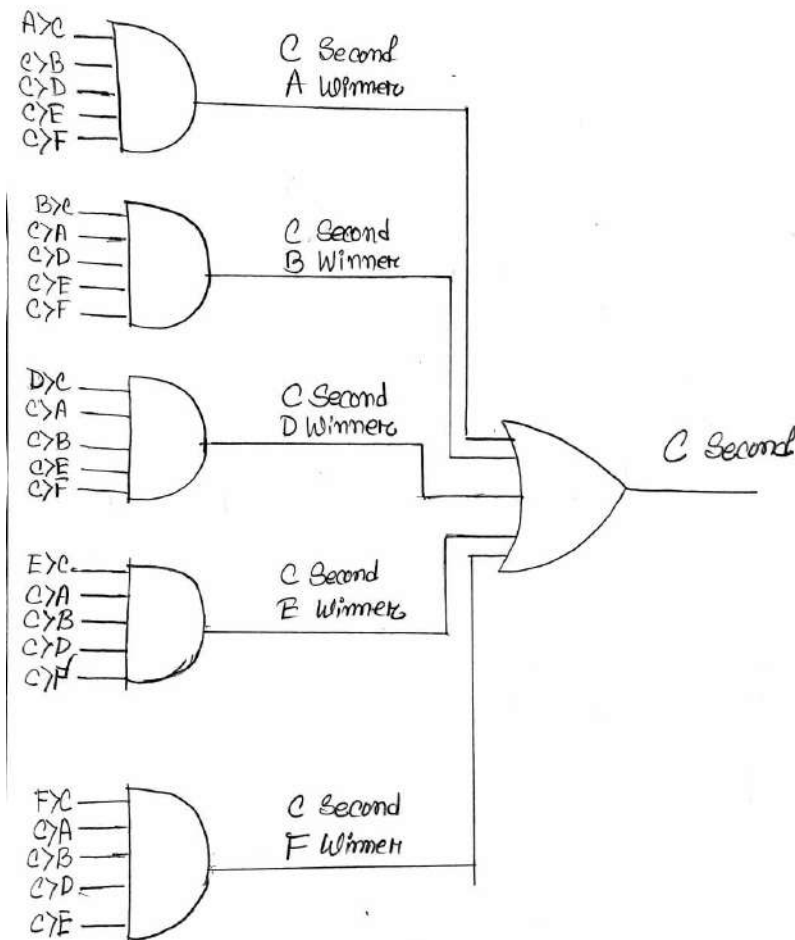 A>C
C>B
C>D
C>E
C>F
C Second
A Winner
B>C
C>A
C>D
C>E
C>F
C Second
B Winner
D>C
C>A
C>B
C>E
C>F
C Second
D Winner
C Second
E>C
C>A
C>B
C>D
C>F
C Second
E Winner
F>C
C>A
C>B
C>D
C>E
C Second
F Winner